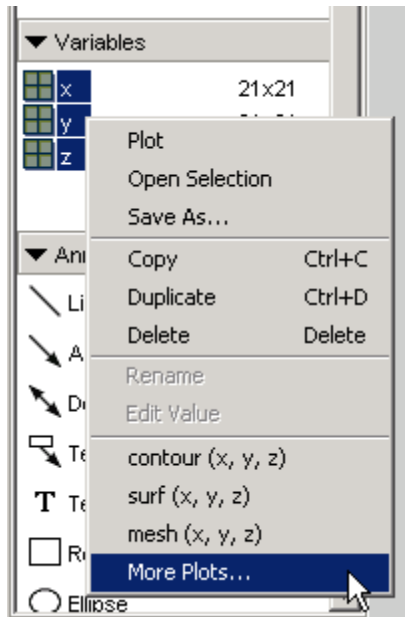 Variables
x 21x21
y
z
Plot
Open Selection
Save As...
Copy Ctrl+C
Duplicate Ctrl+D
Delete Delete
Rename
Edit Value
contour (x, y, z)
surf (x, y, z)
mesh (x, y, z)
More Plots...
T
Ellipse